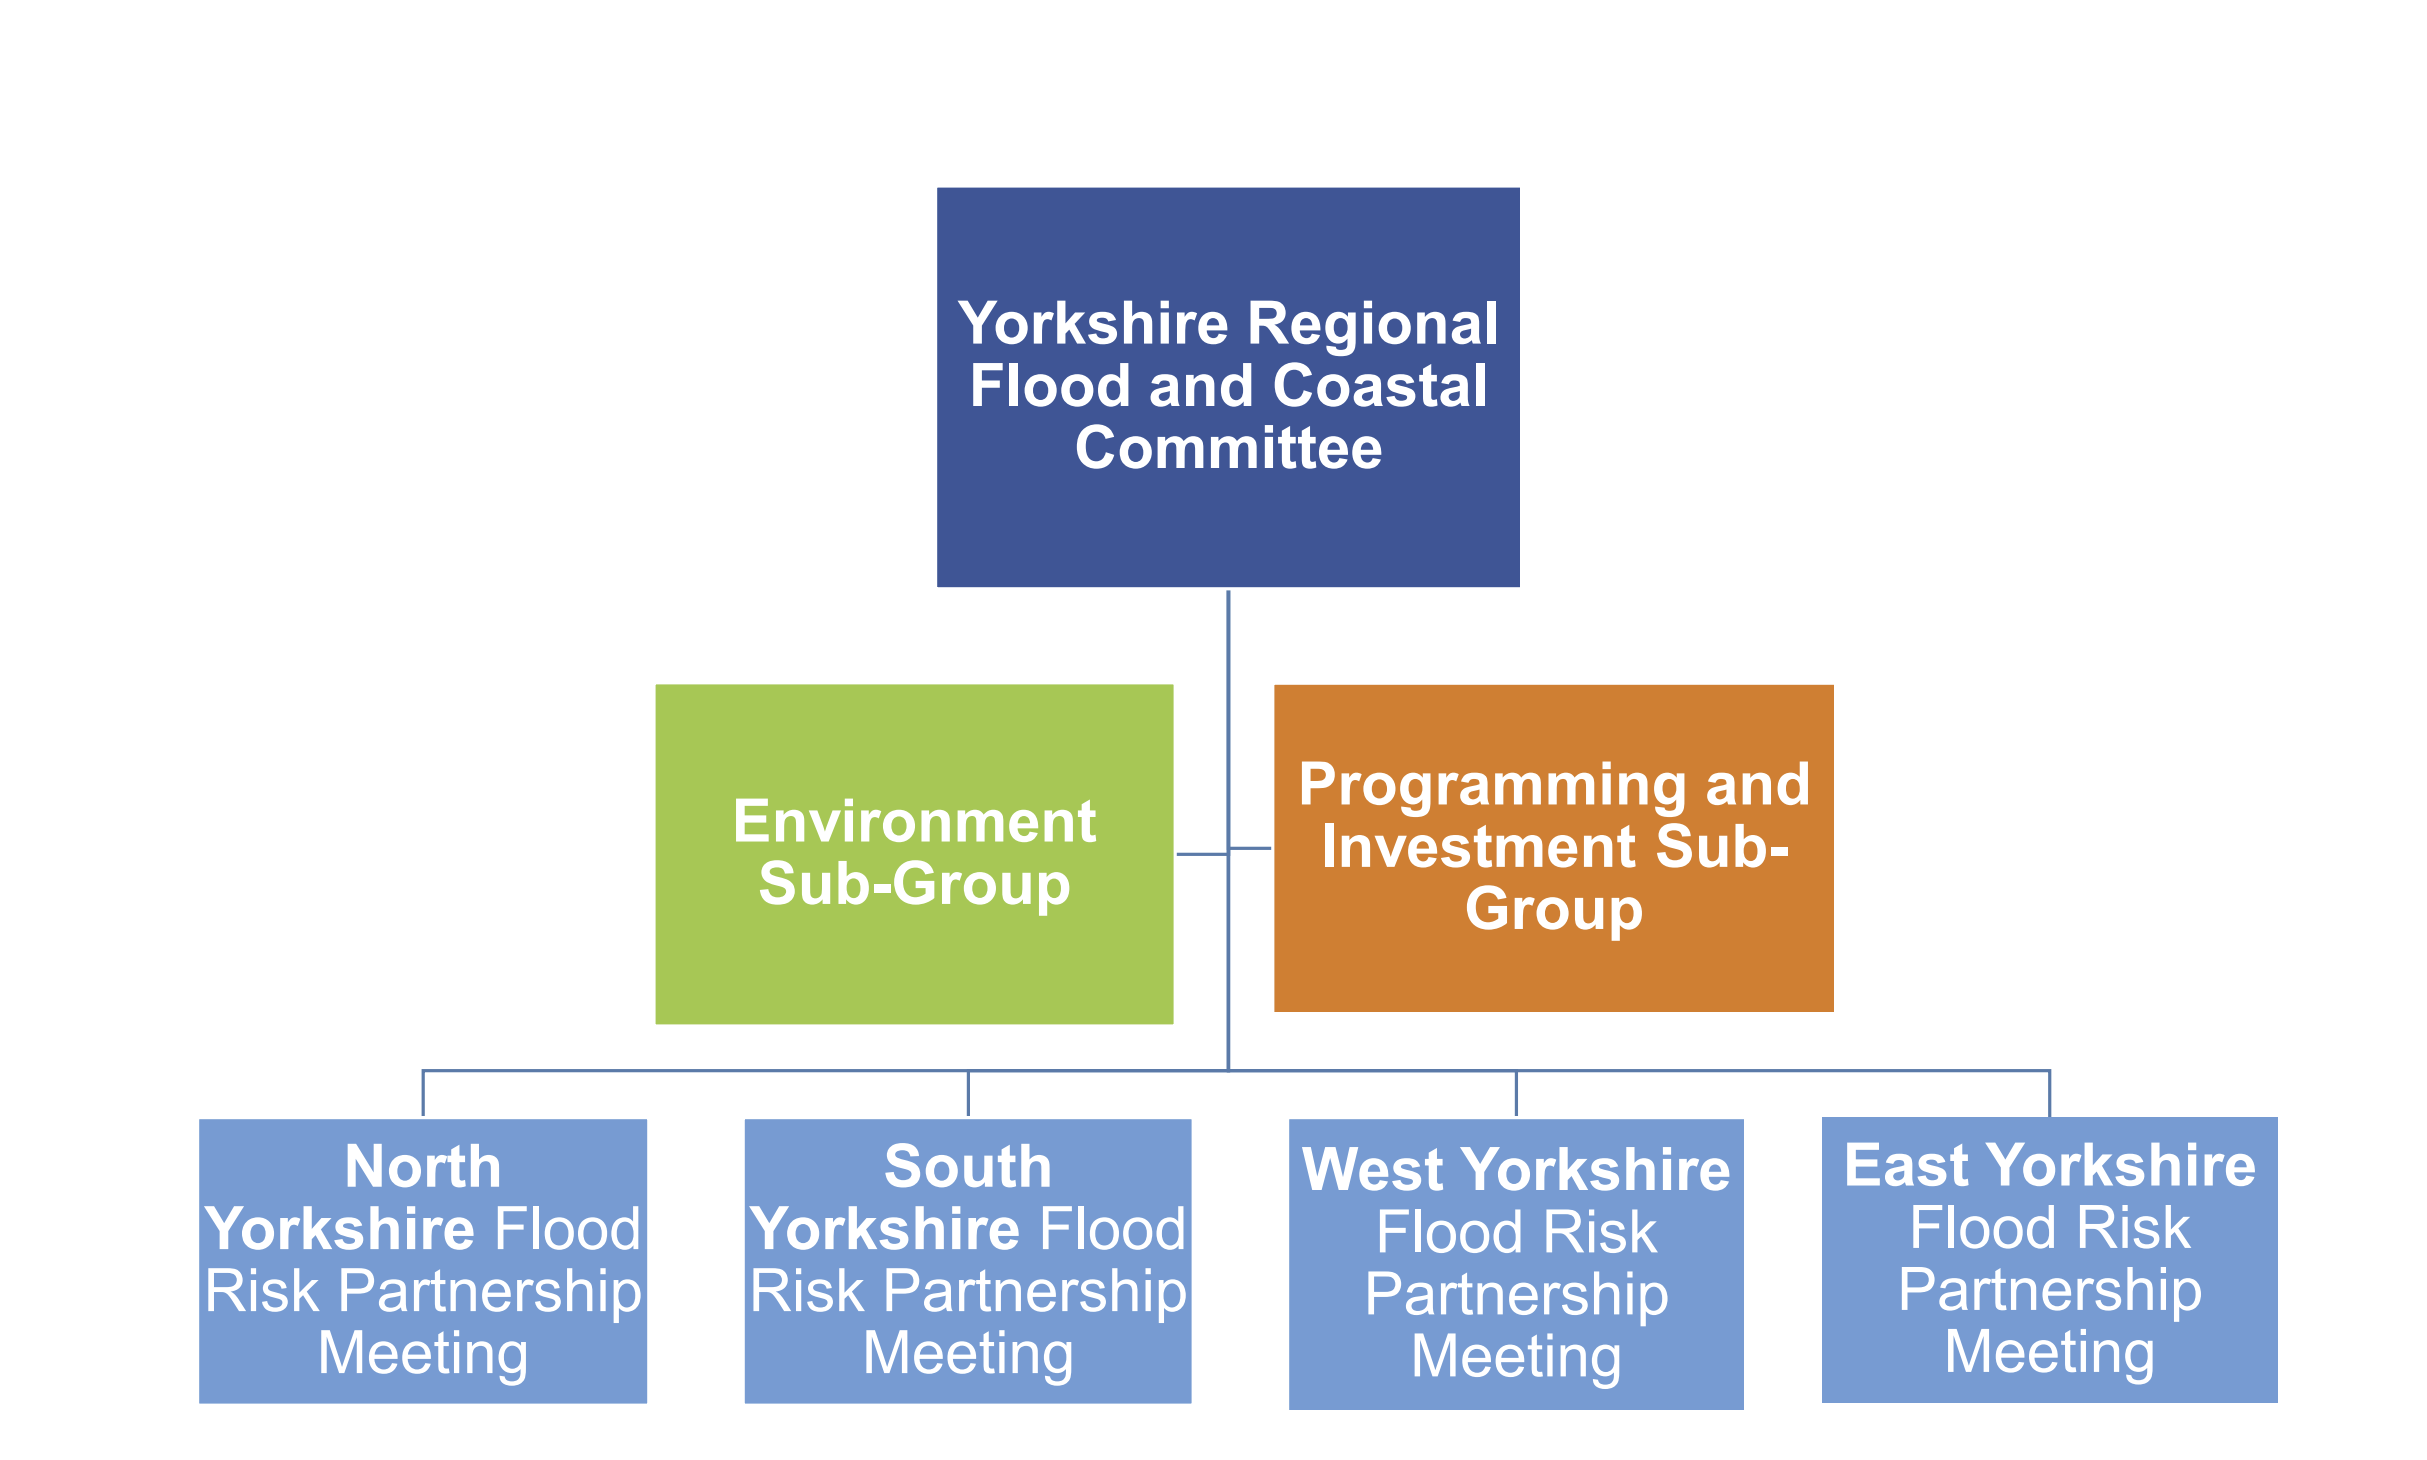 Yorkshire Regional
Flood and Coastal
Committee
Environment
Sub-Group
Programming and
Investment Sub-
Group
North
Yorkshire Flood
Risk Partnership
Meeting
South
Yorkshire Flood
Risk Partnership
Meeting
West Yorkshire
Flood Risk
Partnership
Meeting
East Yorkshire
Flood Risk
Partnership
Meeting